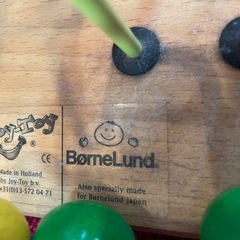 Joy-Toy
Made in Holland
by Joy-Toy b.v.
+31(0)13-572 04 71
CE
BørneLund
Also specially made
for Børnelund Japan